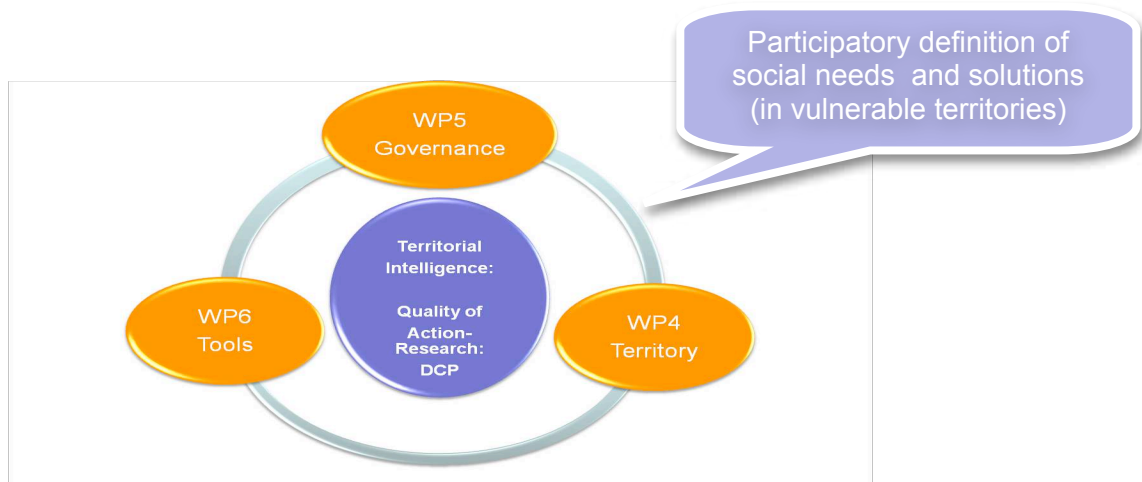 Participatory definition of
social needs and solutions
(in vulnerable territories)
WP5
Governance
Territorial
Intelligence:
Quality of
Action-
Research:
DCP
WP6
Tools
WP4
Territory